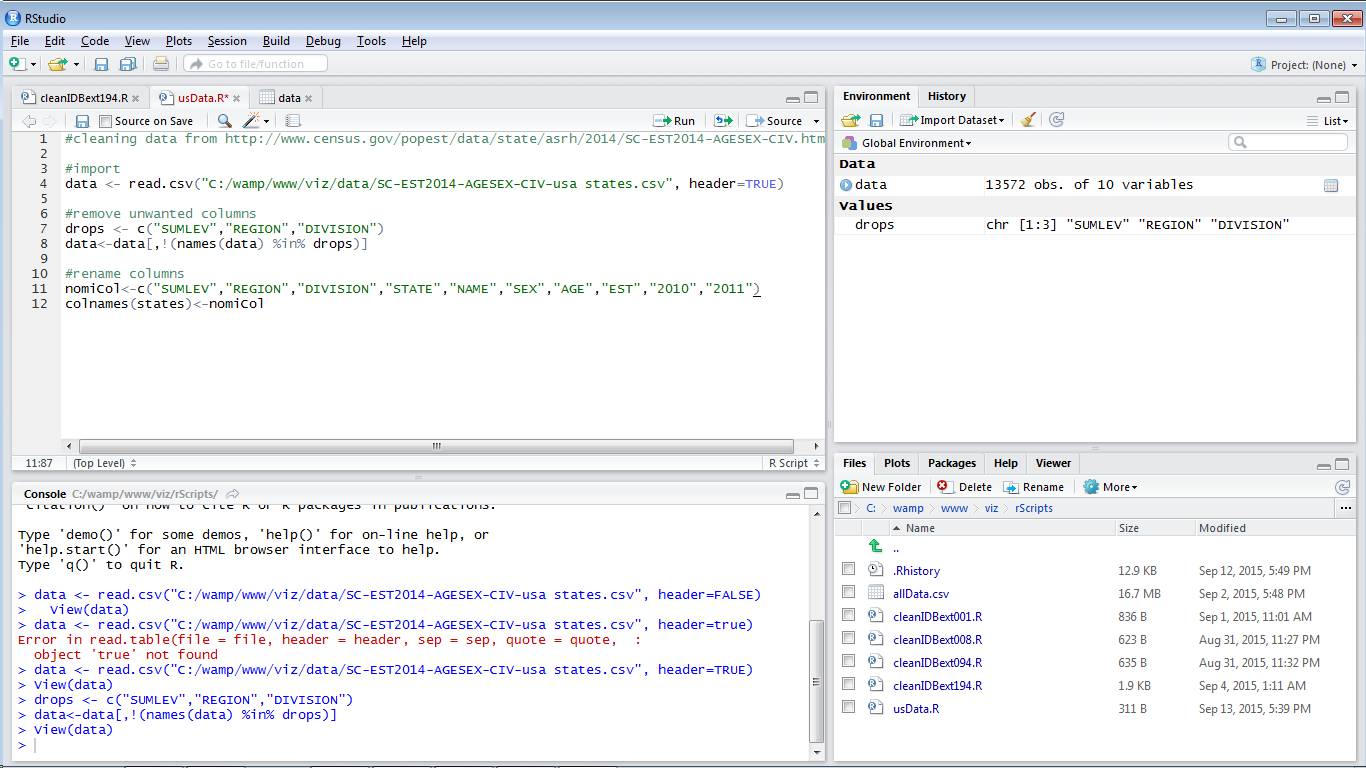 RStudio
File Edit Code View Plots Session Build Debug Tools Help
Go to file/function
Project: (None)
cleanIDBext194.R
usData.R*
data
Source on Save
Run
Source
1 #cleaning data from http://www.census.gov/popest/data/state/asrh/2014/SC-EST2014-AGESEX-CIV.htm
2
3 #import
4 data <- read.csv("C:/wamp/www/viz/data/SC-EST2014-AGESEX-CIV-usa states.csv", header=TRUE)
5
6 #remove unwanted columns
7 drops <- c("SUMLEV","REGION","DIVISION")
8 data<-data[,!(names(data) %in% drops)]
9
10 #rename columns
11 nomiCol<-c("SUMLEV","REGION","DIVISION","STATE","NAME","SEX","AGE","EST","2010","2011")
12 colnames(states)<-nomiCol
11:87 (Top Level) R Script
Console C:/wamp/www/viz/rScripts/
'citation()' on how to cite R or R packages in publications.
Type 'demo()' for some demos, 'help()' for on-line help, or
'help.start()' for an HTML browser interface to help.
Type 'q()' to quit R.
> data <- read.csv("C:/wamp/www/viz/data/SC-EST2014-AGESEX-CIV-usa states.csv", header=FALSE)
>   View(data)
> data <- read.csv("C:/wamp/www/viz/data/SC-EST2014-AGESEX-CIV-usa states.csv", header=true)
Error in read.table(file = file, header = header, sep = sep, quote = quote,  :
  object 'true' not found
> data <- read.csv("C:/wamp/www/viz/data/SC-EST2014-AGESEX-CIV-usa states.csv", header=TRUE)
> View(data)
> drops <- c("SUMLEV","REGION","DIVISION")
> data<-data[,!(names(data) %in% drops)]
> View(data)
>
Environment History
Import Dataset
List
Global Environment
Data
data 13572 obs. of 10 variables
Values
drops chr [1:3] "SUMLEV" "REGION" "DIVISION"
Files Plots Packages Help Viewer
New Folder Delete Rename More
C: wamp www viz rScripts ...
Name Size Modified
..
.Rhistory 12.9 KB Sep 12, 2015, 5:49 PM
allData.csv 16.7 MB Sep 2, 2015, 5:48 PM
cleanIDBext001.R 836 B Sep 1, 2015, 11:01 AM
cleanIDBext008.R 623 B Aug 31, 2015, 11:27 PM
cleanIDBext094.R 635 B Aug 31, 2015, 11:32 PM
cleanIDBext194.R 1.9 KB Sep 4, 2015, 1:11 AM
usData.R 311 B Sep 13, 2015, 5:39 PM